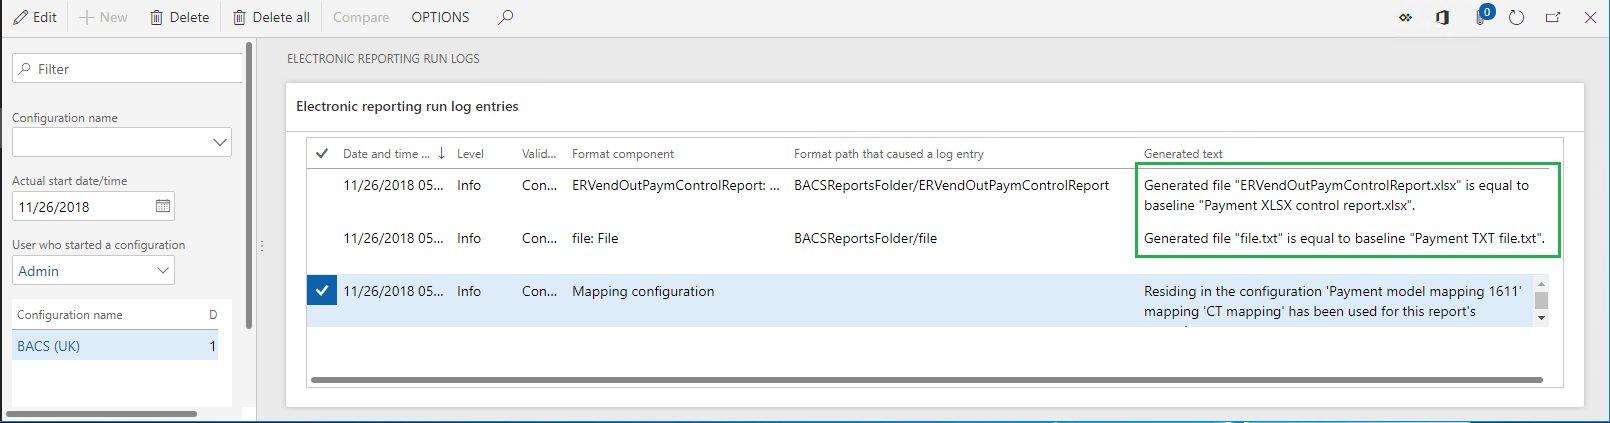 Edit + New Delete Delete all Compare OPTIONS 0
Filter
Configuration name
Actual start date/time
11/26/2018
User who started a configuration
Admin
Configuration name D
BACS (UK) 1
ELECTRONIC REPORTING RUN LOGS
Electronic reporting run log entries
Date and time ... Level Valid... Format component Format path that caused a log entry Generated text
11/26/2018 05... Info Con... ERVendOutPaymControlReport: ... BACSReportsFolder/ERVendOutPaymControlReport Generated file "ERVendOutPaymControlReport.xlsx" is equal to
baseline "Payment XLSX control report.xlsx".
11/26/2018 05... Info Con... file: File BACSReportsFolder/file Generated file "file.txt" is equal to baseline "Payment TXT file.txt".
11/26/2018 05... Info Con... Mapping configuration Residing in the configuration 'Payment model mapping 1611'
mapping 'CT mapping' has been used for this report's